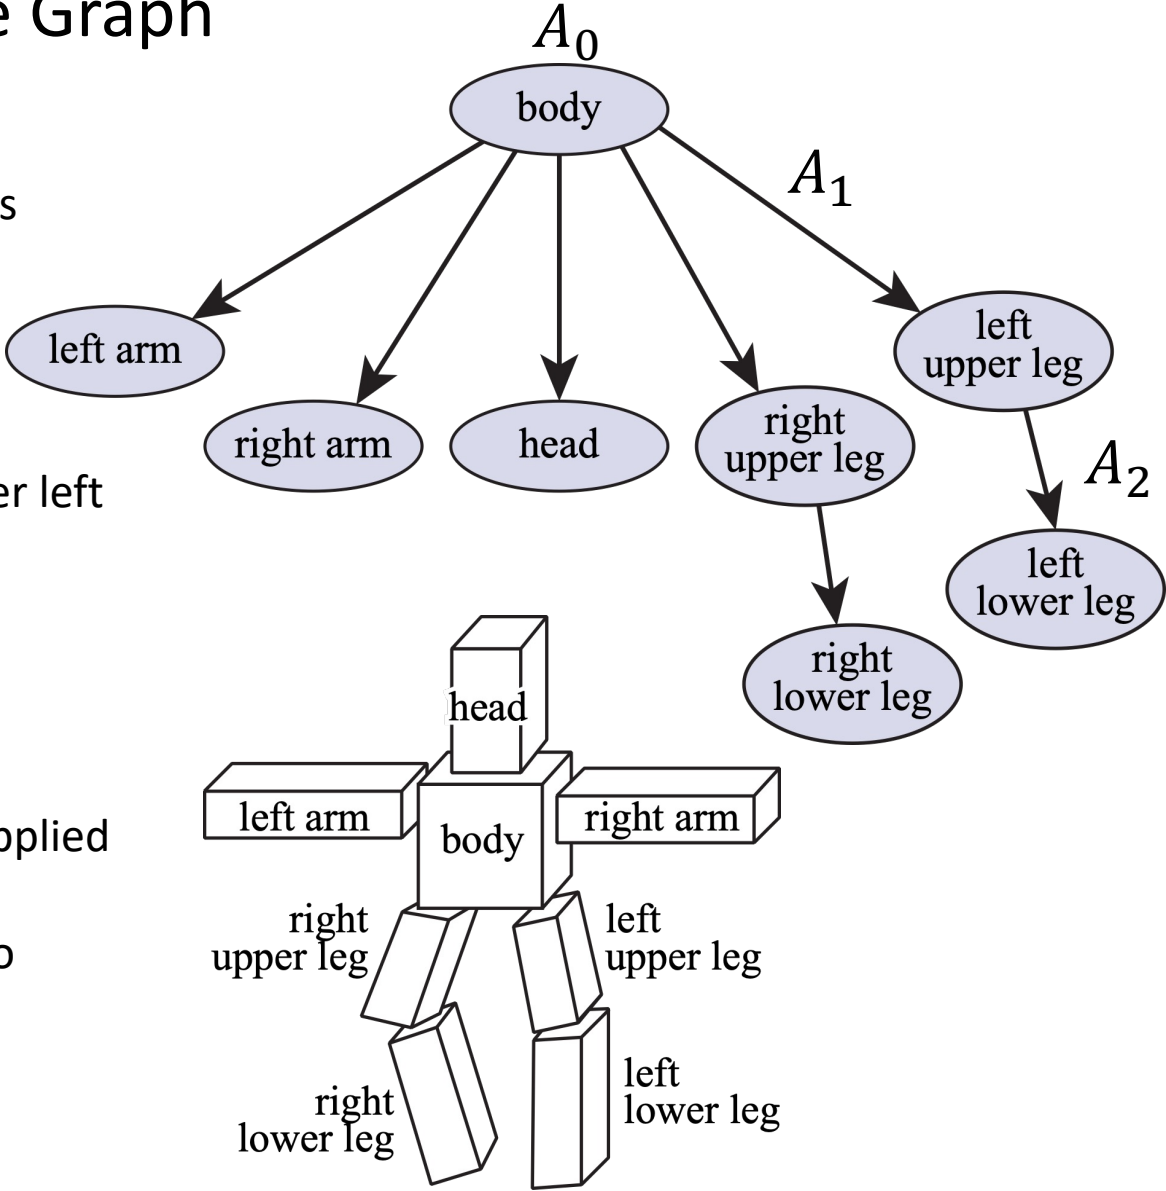 e Graph
A₀
body
A₁
s
left arm
right arm
head
right
upper leg
left
upper leg
er left
A₂
left
lower leg
right
lower leg
head
left arm
body
right arm
pplied
right
upper leg
left
upper leg
o
right
lower leg
left
lower leg